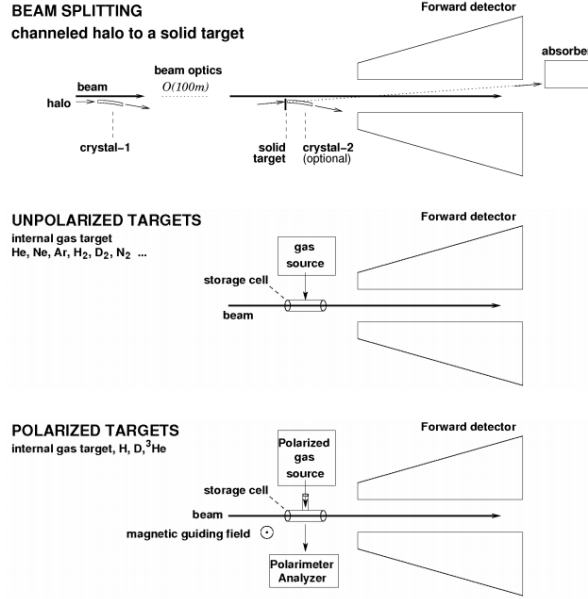 BEAM SPLITTING
channeled halo to a solid target
Forward detector
absorber
beam
halo
beam optics
O(100m)
crystal–1
solid
target
crystal–2
(optional)
UNPOLARIZED TARGETS
internal gas target
He, Ne, Ar, H2, D2, N2 ...
Forward detector
gas
source
storage cell
beam
POLARIZED TARGETS
internal gas target, H, D,3He
Forward detector
Polarized
gas
source
storage cell
beam
magnetic guiding field
Polarimeter
Analyzer